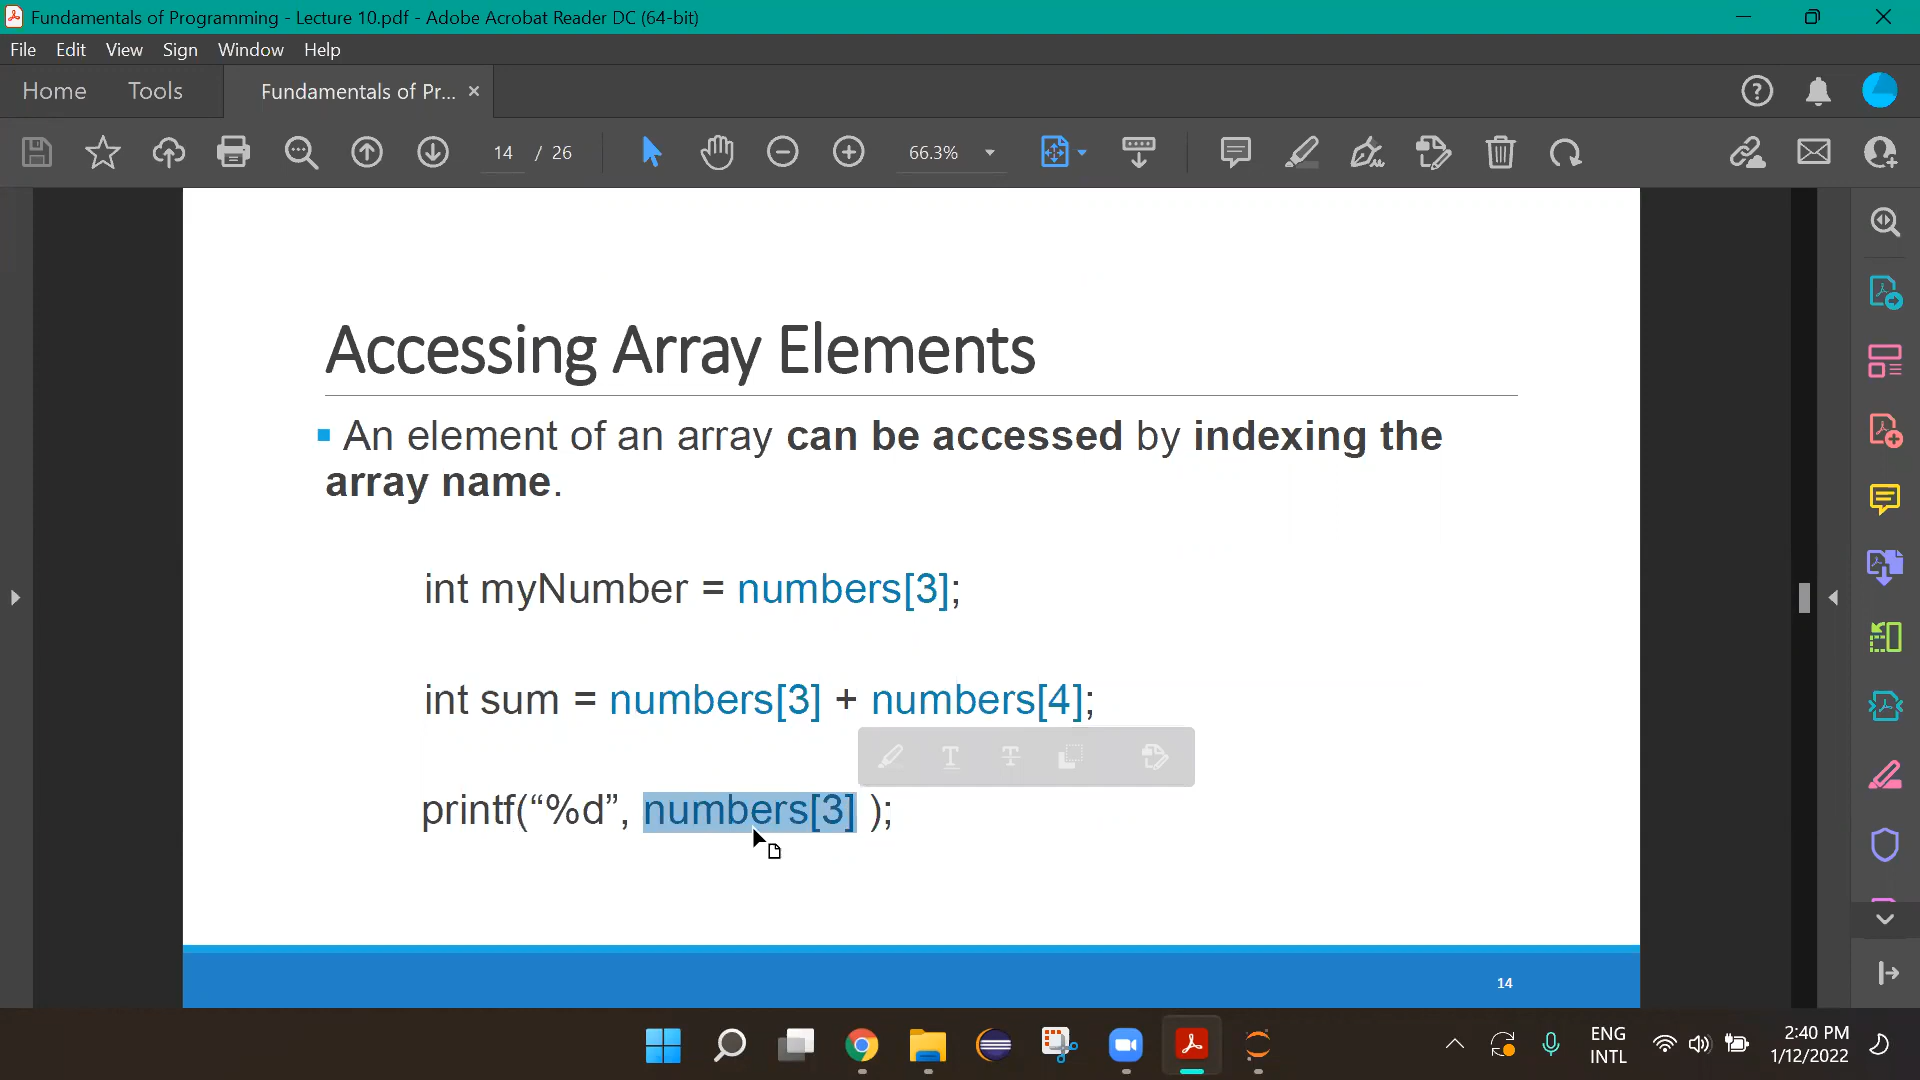 Fundamentals of Programming - Lecture 10.pdf - Adobe Acrobat Reader DC (64-bit)
File Edit View Sign Window Help
Home Tools Fundamentals of Pr... ×
14 / 26 66.3%
Accessing Array Elements
An element of an array can be accessed by indexing the
array name.
int myNumber = numbers[3];
int sum = numbers[3] + numbers[4];
printf(“%d”, numbers[3] );
14
ENG
INTL
2:40 PM
1/12/2022